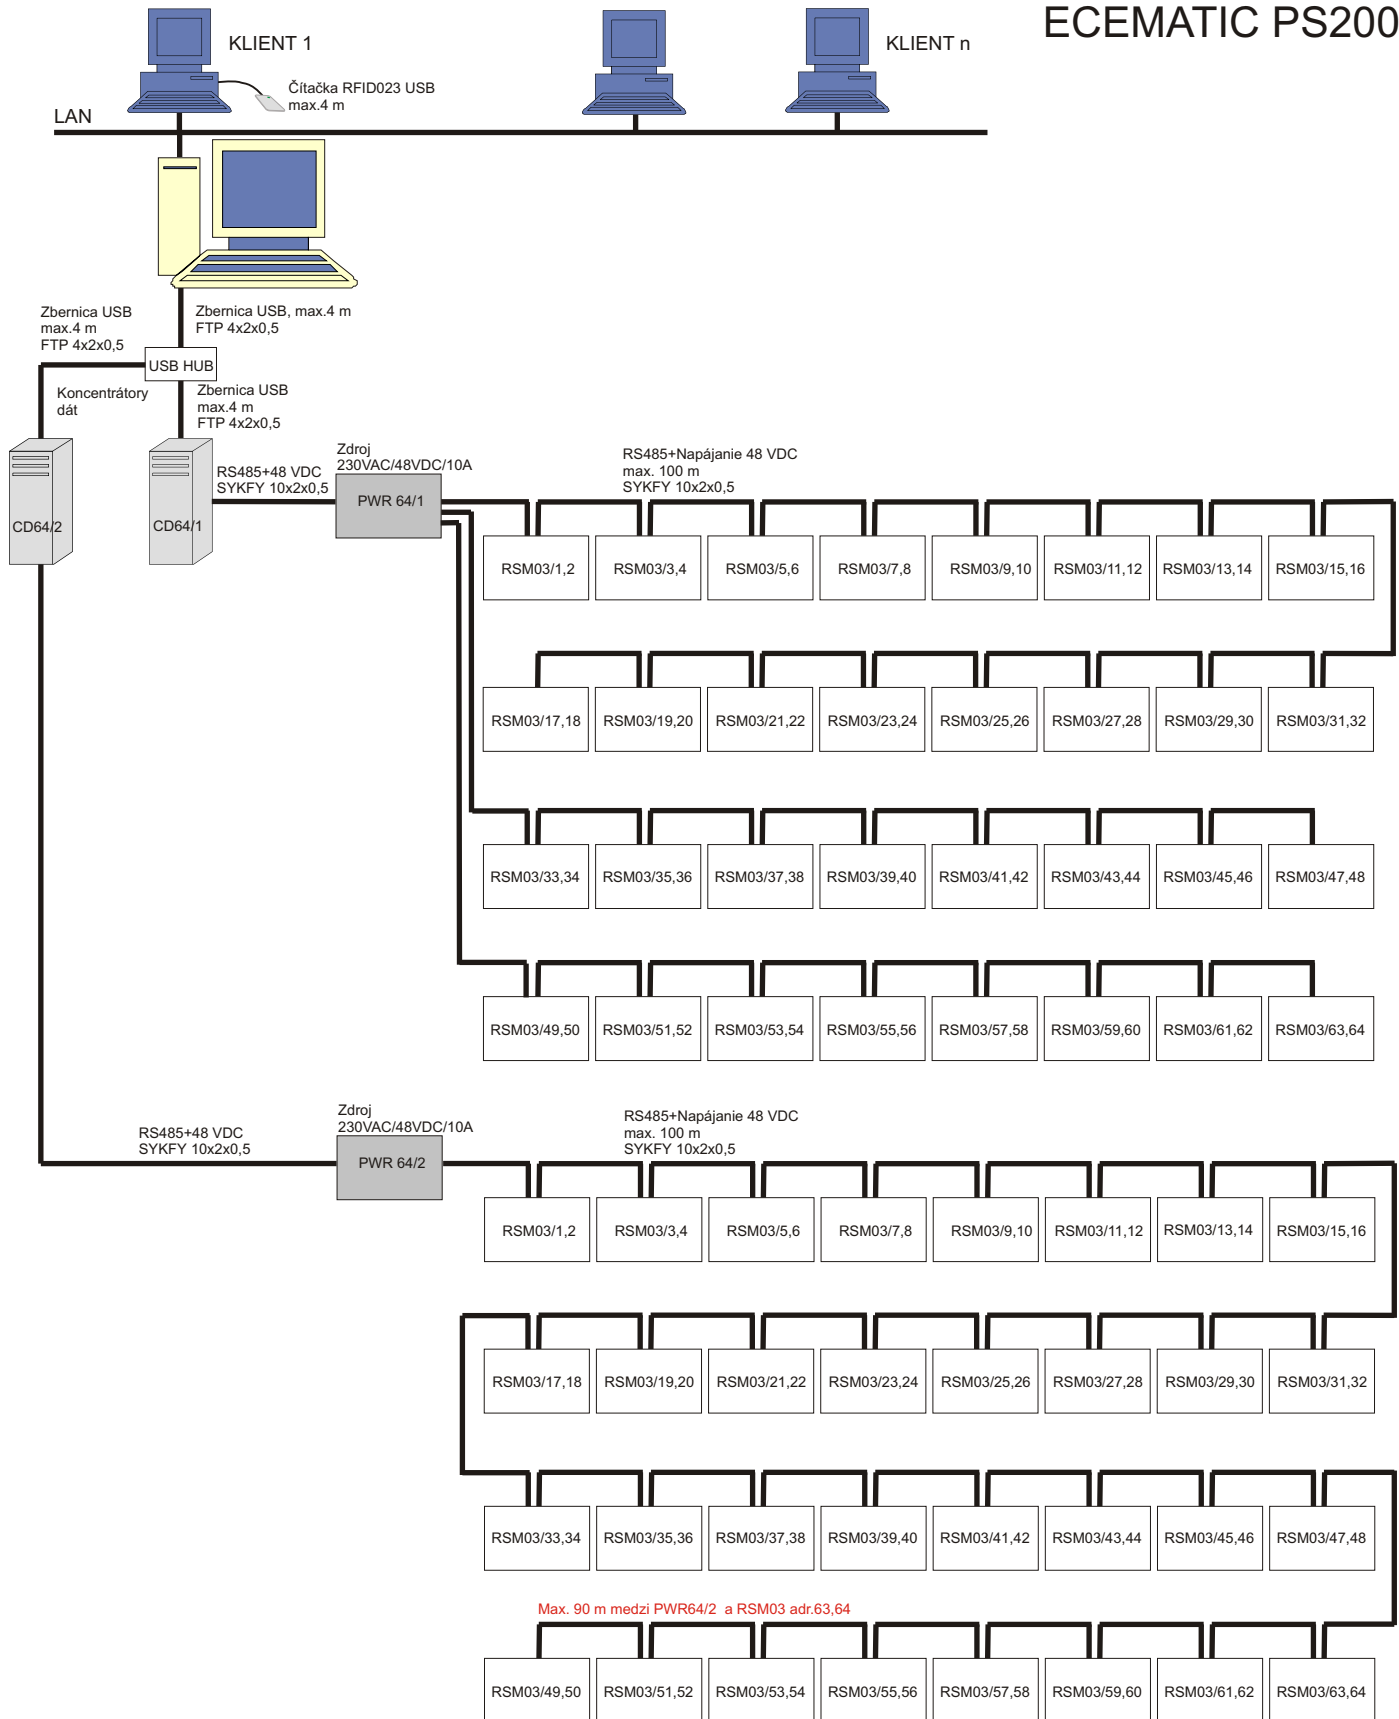 ECEMATIC PS200
KLIENT 1
KLIENT n
Čítačka RFID023 USB
max.4 m
LAN
Zbernica USB
max.4 m
FTP 4x2x0,5
Zbernica USB, max.4 m
FTP 4x2x0,5
USB HUB
Koncentrátory
dát
Zbernica USB
max.4 m
FTP 4x2x0,5
CD64/2
CD64/1
RS485+48 VDC
SYKFY 10x2x0,5
Zdroj
230VAC/48VDC/10A
PWR 64/1
RS485+Napájanie 48 VDC
max. 100 m
SYKFY 10x2x0,5
RSM03/1,2
RSM03/3,4
RSM03/5,6
RSM03/7,8
RSM03/9,10
RSM03/11,12
RSM03/13,14
RSM03/15,16
RSM03/17,18
RSM03/19,20
RSM03/21,22
RSM03/23,24
RSM03/25,26
RSM03/27,28
RSM03/29,30
RSM03/31,32
RSM03/33,34
RSM03/35,36
RSM03/37,38
RSM03/39,40
RSM03/41,42
RSM03/43,44
RSM03/45,46
RSM03/47,48
RSM03/49,50
RSM03/51,52
RSM03/53,54
RSM03/55,56
RSM03/57,58
RSM03/59,60
RSM03/61,62
RSM03/63,64
RS485+48 VDC
SYKFY 10x2x0,5
Zdroj
230VAC/48VDC/10A
PWR 64/2
RS485+Napájanie 48 VDC
max. 100 m
SYKFY 10x2x0,5
RSM03/1,2
RSM03/3,4
RSM03/5,6
RSM03/7,8
RSM03/9,10
RSM03/11,12
RSM03/13,14
RSM03/15,16
RSM03/17,18
RSM03/19,20
RSM03/21,22
RSM03/23,24
RSM03/25,26
RSM03/27,28
RSM03/29,30
RSM03/31,32
RSM03/33,34
RSM03/35,36
RSM03/37,38
RSM03/39,40
RSM03/41,42
RSM03/43,44
RSM03/45,46
RSM03/47,48
Max. 90 m medzi PWR64/2 a RSM03 adr.63,64
RSM03/49,50
RSM03/51,52
RSM03/53,54
RSM03/55,56
RSM03/57,58
RSM03/59,60
RSM03/61,62
RSM03/63,64